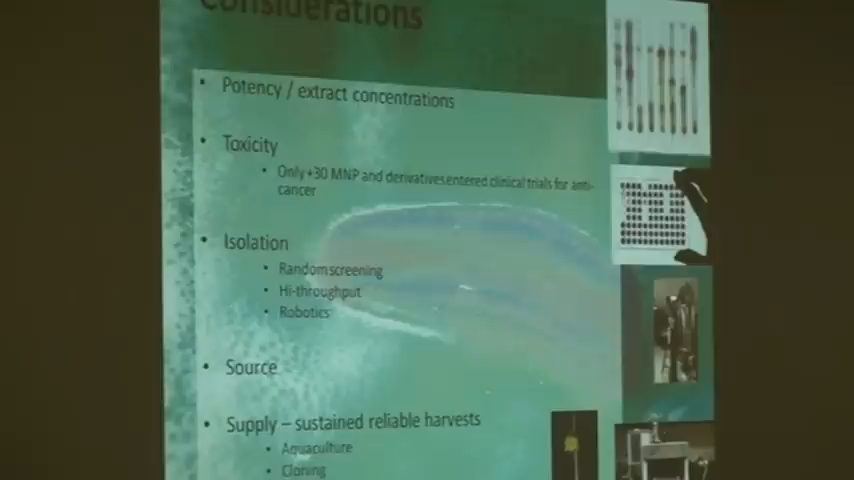 Considerations
• Potency / extract concentrations
• Toxicity
• Only +30 MNP and derivatives entered clinical trials for anti-
cancer
• Isolation
• Random screening
• Hi-throughput
• Robotics
• Source
• Supply – sustained reliable harvests
• Aquaculture
• Cloning